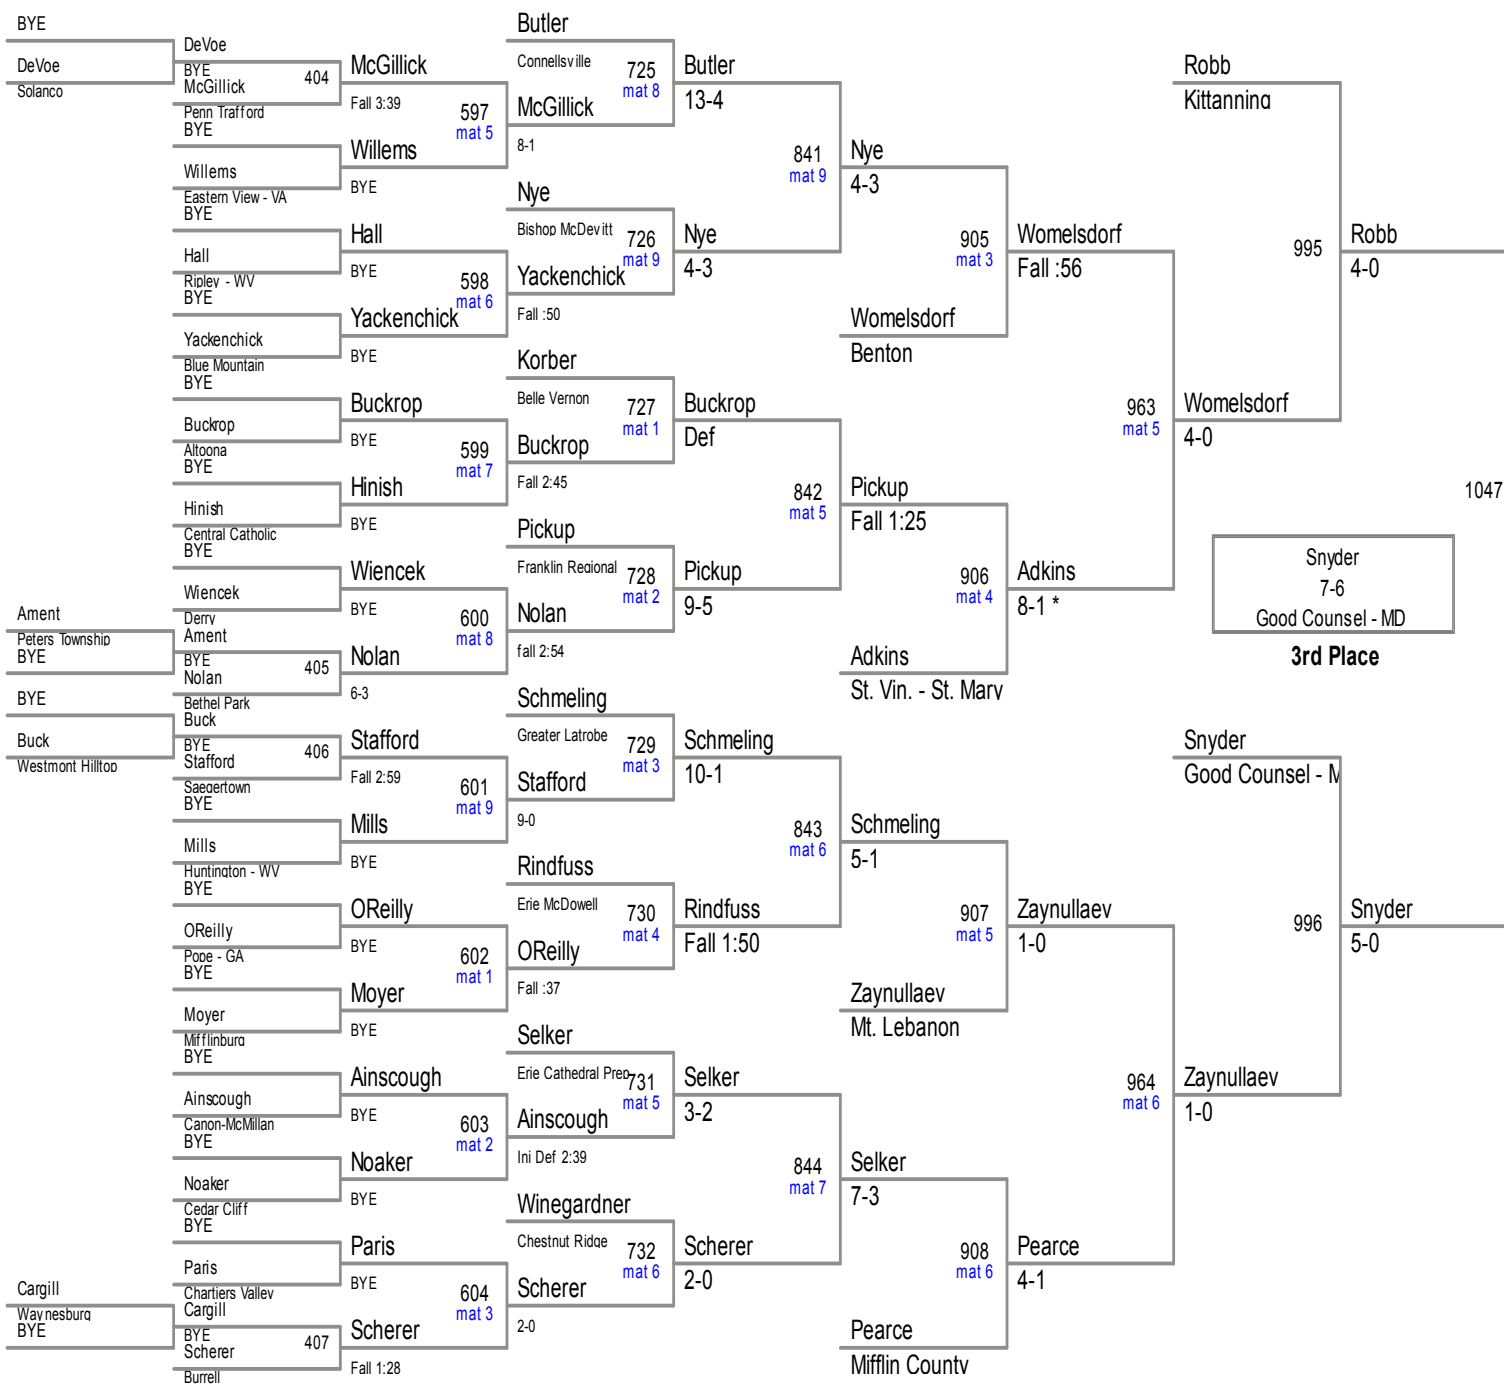 BYE
DeVoe
Solanco
Ament
Peters Township
BYE
BYE
Buck
Westmont Hilltop
Cargill
Waynesburg
BYE
DeVoe
BYE
404
McGillick
Penn Trafford
BYE
Willems
Eastern View - VA
BYE
Hall
Ripley - WV
BYE
Yackenchick
Blue Mountain
BYE
Buckrop
Altoona
BYE
Hinish
Central Catholic
BYE
Wiencek
Derry
Ament
BYE
405
Nolan
Bethel Park
Buck
BYE
406
Stafford
Saegertown
BYE
Mills
Huntington - WV
BYE
OReilly
Pope - GA
BYE
Moyer
Mifflinburg
BYE
Ainscough
Canon-McMillan
BYE
Noaker
Cedar Cliff
BYE
Paris
Chartiers Valley
Cargill
BYE
407
Scherer
Burrell
McGillick
Fall 3:39
597
mat 5
Willems
BYE
Hall
BYE
598
mat 6
Yackenchick
BYE
Buckrop
BYE
599
mat 7
Hinish
BYE
Wiencek
BYE
600
mat 8
Nolan
6-3
Stafford
Fall 2:59
601
mat 9
Mills
BYE
OReilly
BYE
602
mat 1
Moyer
BYE
Ainscough
BYE
603
mat 2
Noaker
BYE
Paris
BYE
604
mat 3
Scherer
Fall 1:28
Butler
Connellsville
725
mat 8
McGillick
8-1
Nye
Bishop McDevitt
726
mat 9
Yackenchick
Fall :50
Korber
Belle Vernon
727
mat 1
Buckrop
Fall 2:45
Pickup
Franklin Regional
728
mat 2
Nolan
fall 2:54
Schmeling
Greater Latrobe
729
mat 3
Stafford
9-0
Rindfuss
Erie McDowell
730
mat 4
OReilly
Fall :37
Selker
Erie Cathedral Prep
731
mat 5
Ainscough
Ini Def 2:39
Winegardner
Chestnut Ridge
732
mat 6
Scherer
2-0
Butler
13-4
841
mat 9
Nye
4-3
Buckrop
Def
842
mat 5
Pickup
9-5
Schmeling
10-1
843
mat 6
Rindfuss
Fall 1:50
Selker
3-2
844
mat 7
Scherer
2-0
Nye
4-3
905
mat 3
Womelsdorf
Benton
Pickup
Fall 1:25
906
mat 4
Adkins
St. Vin. - St. Mary
Schmeling
5-1
907
mat 5
Zaynullaev
Mt. Lebanon
Selker
7-3
908
mat 6
Pearce
Mifflin County
Womelsdorf
Fall :56
963
mat 5
Adkins
8-1 *
Zaynullaev
1-0
964
mat 6
Pearce
4-1
Robb
Kittanning
995
Womelsdorf
4-0
Snyder
Good Counsel - M
996
Zaynullaev
1-0
Robb
4-0
1047
Snyder
5-0
Snyder
7-6
Good Counsel - MD
3rd Place